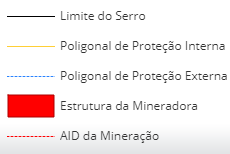 Limite do Serro
Poligonal de Proteção Interna
Poligonal de Proteção Externa
Estrutura da Mineradora
AID da Mineração